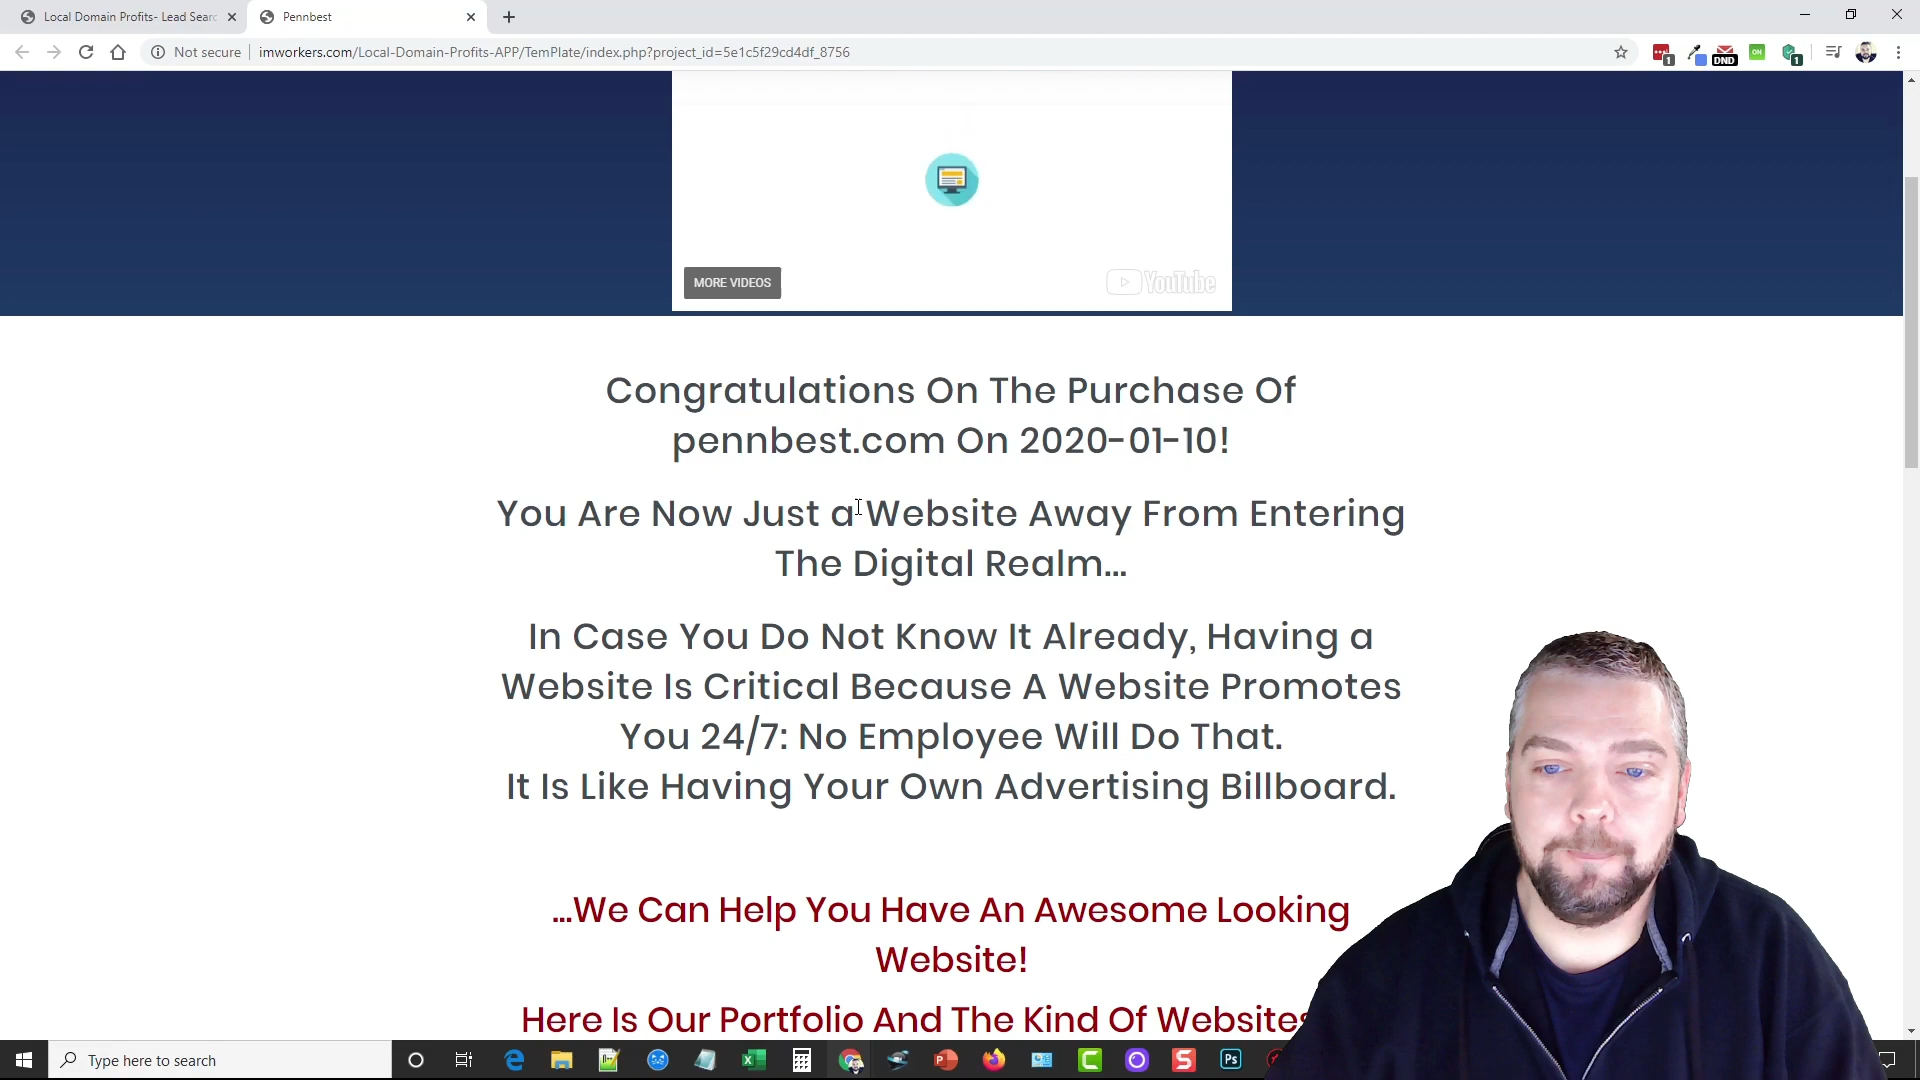 Local Domain Profits- Lead Searc
Pennbest
Not secure
imworkers.com/Local-Domain-Profits-APP/TemPlate/index.php?project_id=5e1c5f29cd4df_8756
1
DND
ON
1
MORE VIDEOS
YouTube
Congratulations On The Purchase Of
pennbest.com On 2020-01-10!
You Are Now Just a Website Away From Entering
The Digital Realm...
In Case You Do Not Know It Already, Having a
Website Is Critical Because A Website Promotes
You 24/7: No Employee Will Do That.
It Is Like Having Your Own Advertising Billboard.
...We Can Help You Have An Awesome Looking
Website!
Here Is Our Portfolio And The Kind Of Websites
Type here to search
Ps